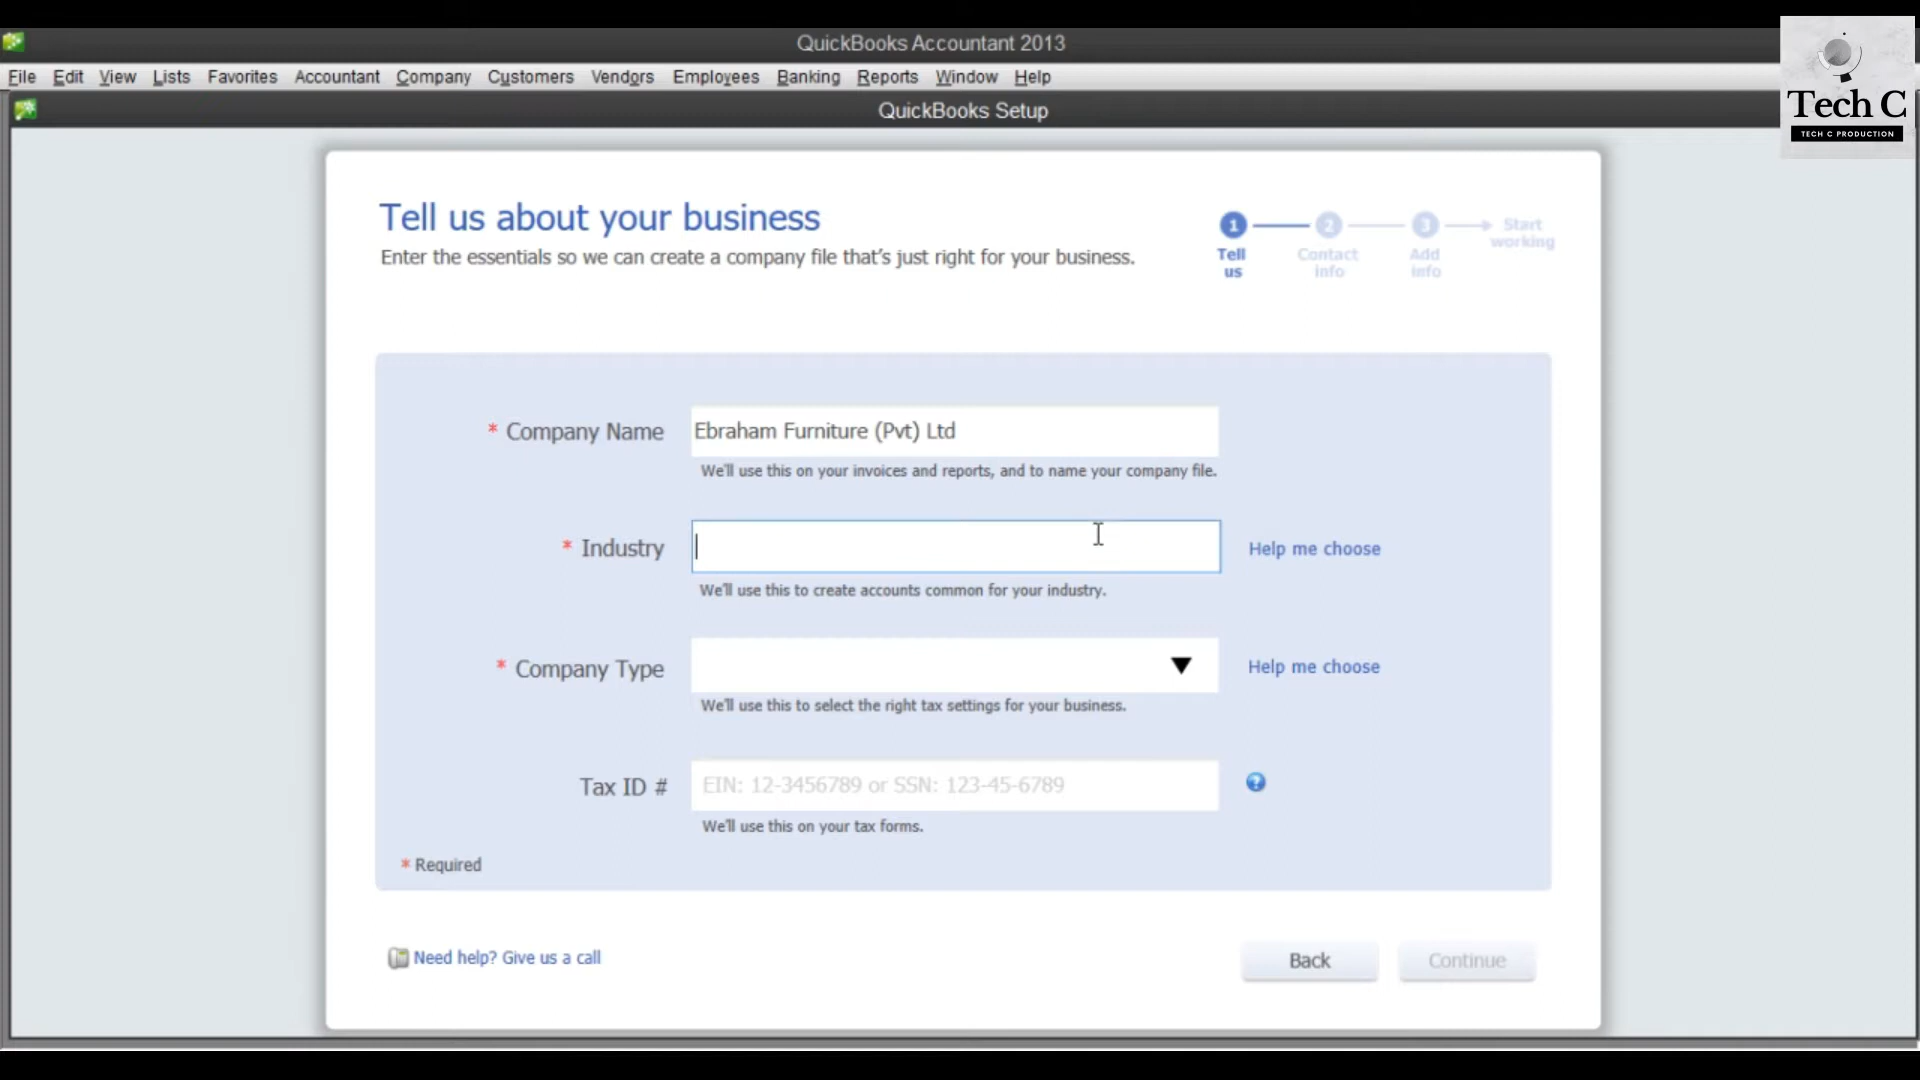 QuickBooks Accountant 2013
File Edit View Lists Favorites Accountant Company Customers Vendors Employees Banking Reports Window Help
QuickBooks Setup
Tech C
TECH C PRODUCTION
Tell us about your business
Enter the essentials so we can create a company file that's just right for your business.
1 2 3 Start working
Tell us
Contact info
Add info
* Company Name Ebraham Furniture (Pvt) Ltd
We'll use this on your invoices and reports, and to name your company file.
* Industry Help me choose
We'll use this to create accounts common for your industry.
* Company Type Help me choose
We'll use this to select the right tax settings for your business.
Tax ID # EIN: 12-3456789 or SSN: 123-45-6789 ?
We'll use this on your tax forms.
* Required
Need help? Give us a call
Back Continue